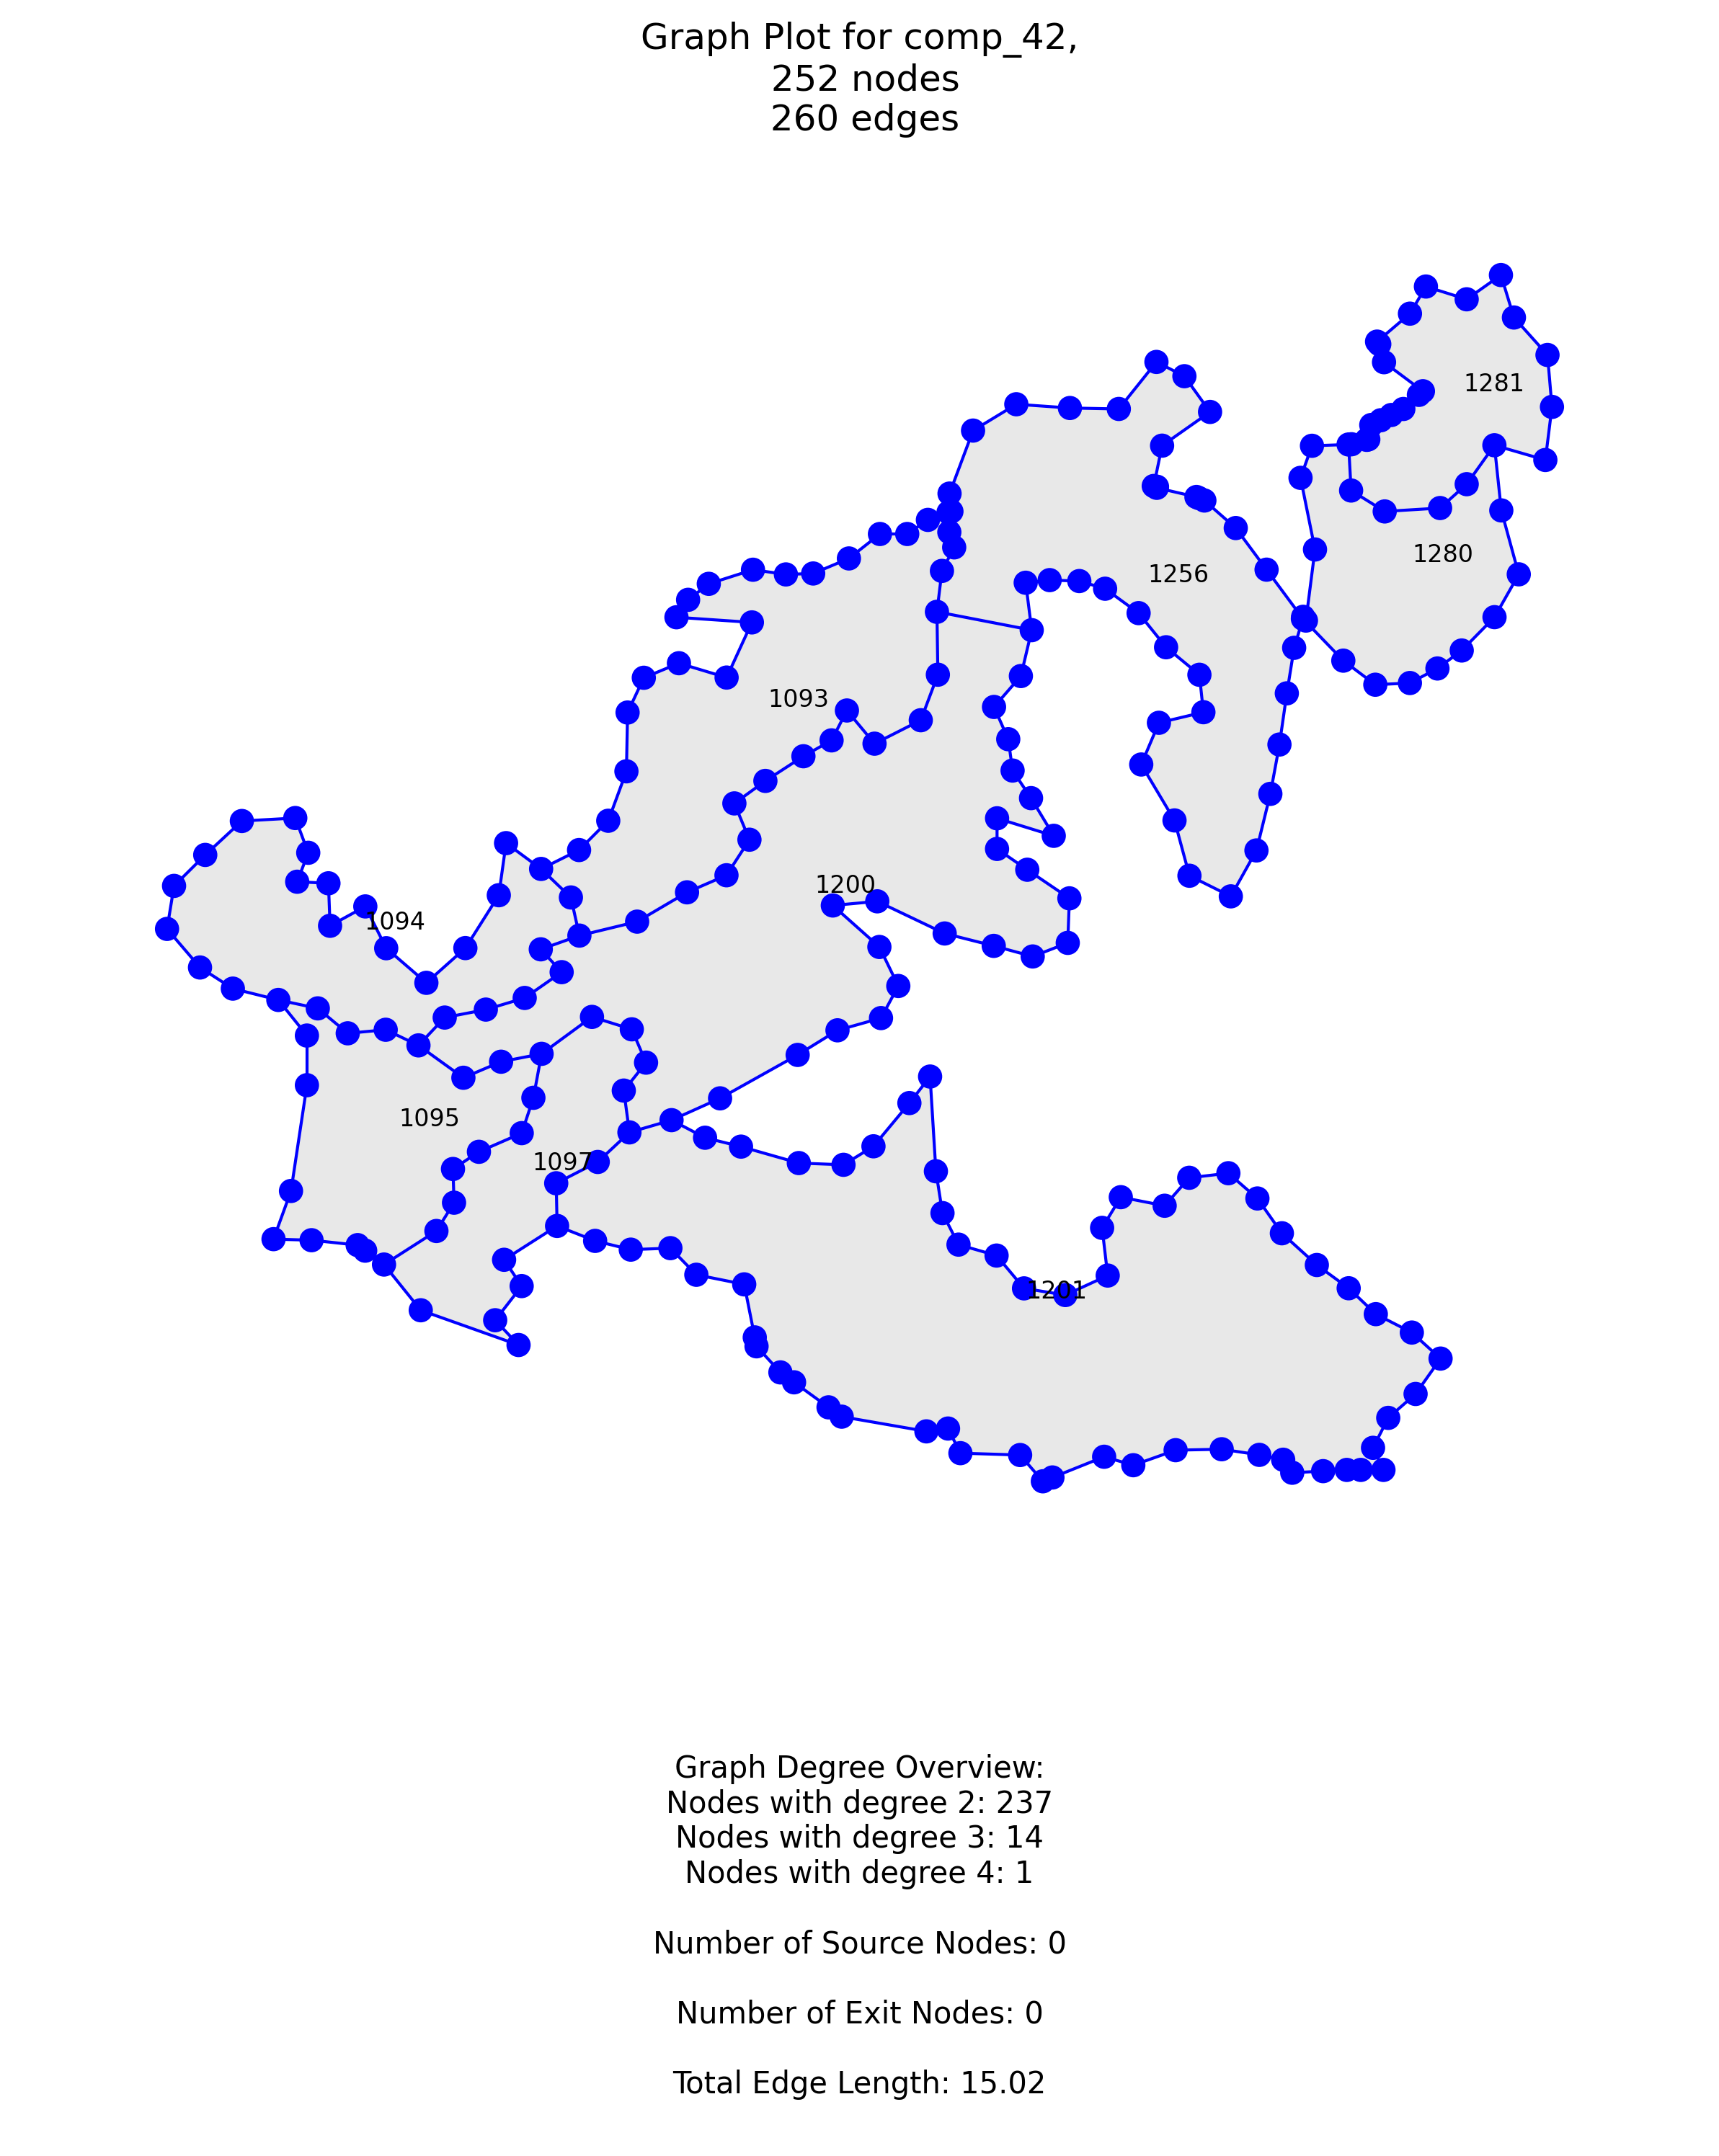 Graph Plot for comp_42,
252 nodes
260 edges
1281
1280
1256
1093
1200
1094
1095
1097
1201
Graph Degree Overview:
Nodes with degree 2: 237
Nodes with degree 3: 14
Nodes with degree 4: 1
Number of Source Nodes: 0
Number of Exit Nodes: 0
Total Edge Length: 15.02